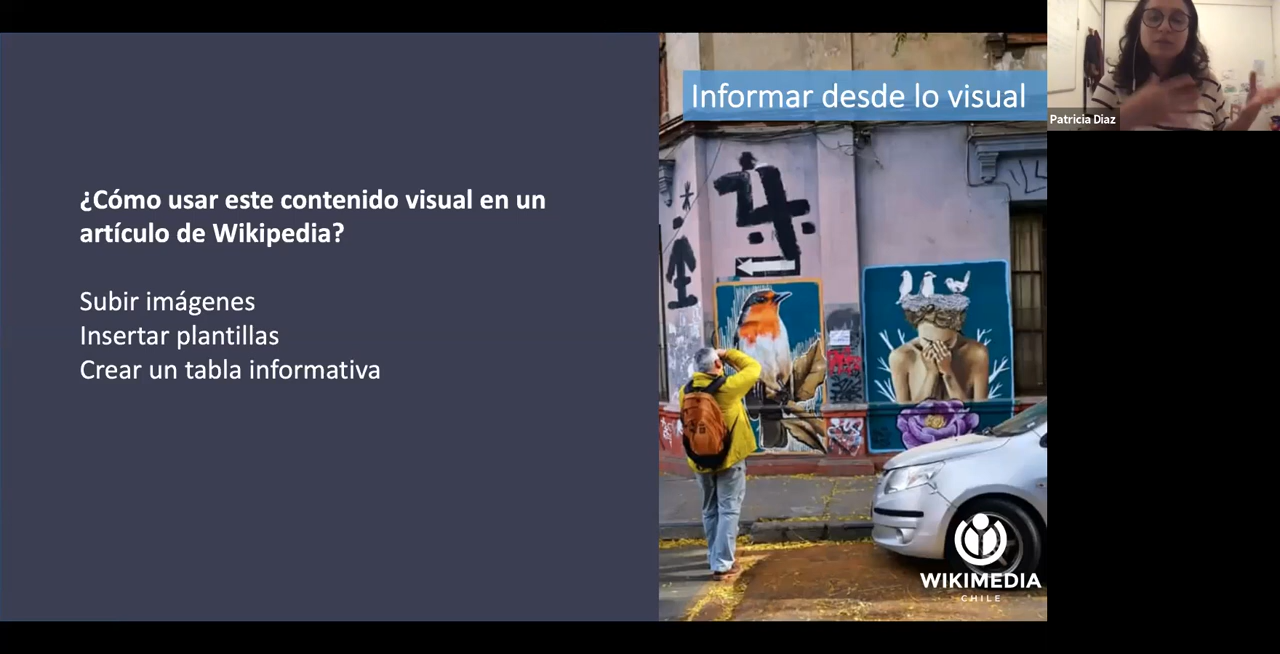 Informar desde lo visual
Patricia Diaz
¿Cómo usar este contenido visual en un
artículo de Wikipedia?
Subir imágenes
Insertar plantillas
Crear un tabla informativa
WIKIMEDIA
CHILE